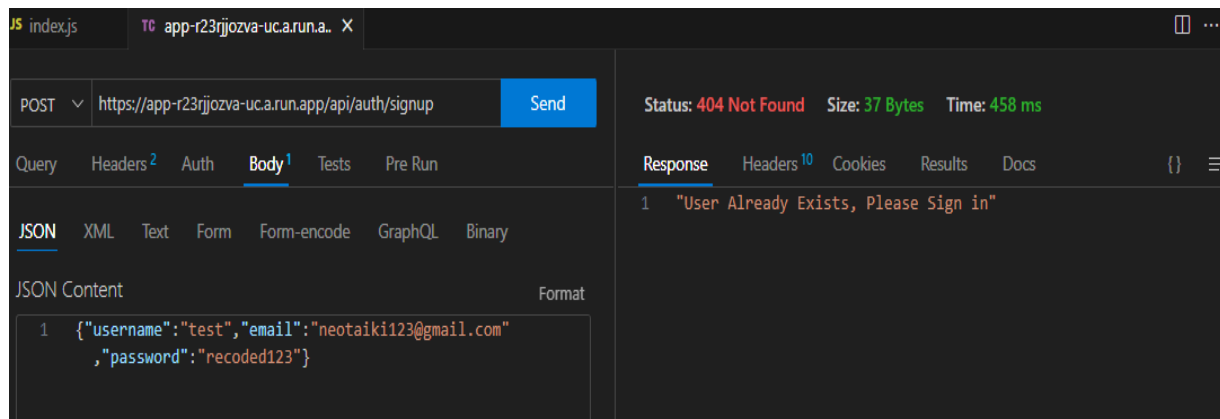 JS index.js
TC app-r23rjjozva-uc.a.run.a.. X
POST https://app-r23rjjozva-uc.a.run.app/api/auth/signup Send
Query Headers 2 Auth Body 1 Tests Pre Run
JSON XML Text Form Form-encode GraphQL Binary
JSON Content Format
1 {"username":"test","email":"neotaiki123@gmail.com"
,"password":"recoded123"}
Status: 404 Not Found Size: 37 Bytes Time: 458 ms
Response Headers 10 Cookies Results Docs {}
1 "User Already Exists, Please Sign in"